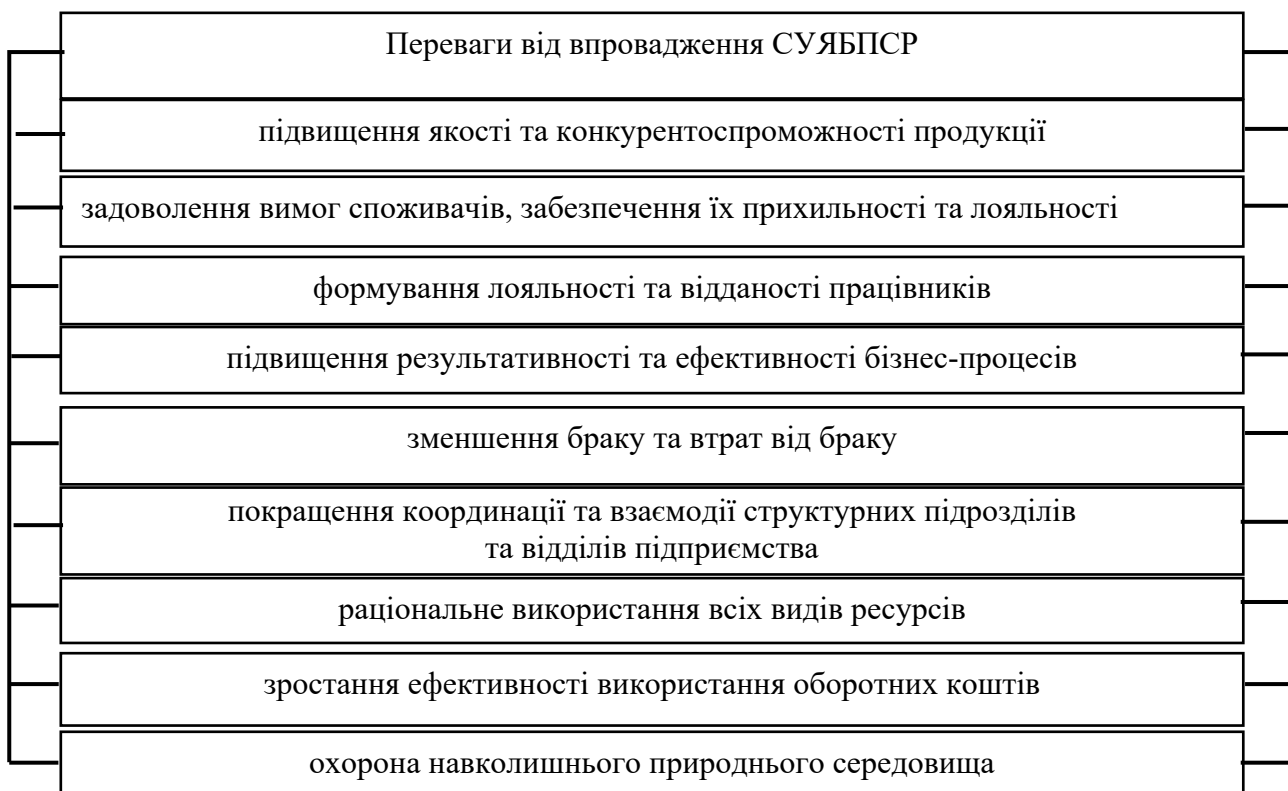 Переваги від впровадження СУЯБПСР
підвищення якості та конкурентоспроможності продукції
задоволення вимог споживачів, забезпечення їх прихильності та лояльності
формування лояльності та відданості працівників
підвищення результативності та ефективності бізнес-процесів
зменшення браку та втрат від браку
покращення координації та взаємодії структурних підрозділів
та відділів підприємства
раціональне використання всіх видів ресурсів
зростання ефективності використання оборотних коштів
охорона навколишнього природнього середовища